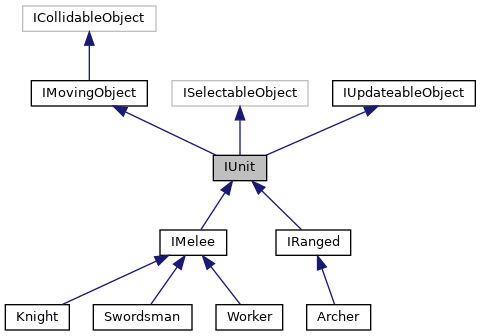 ICollidableObject
IMovingObject
ISelectableObject
IUpdateableObject
IUnit
IMelee
IRanged
Knight
Swordsman
Worker
Archer